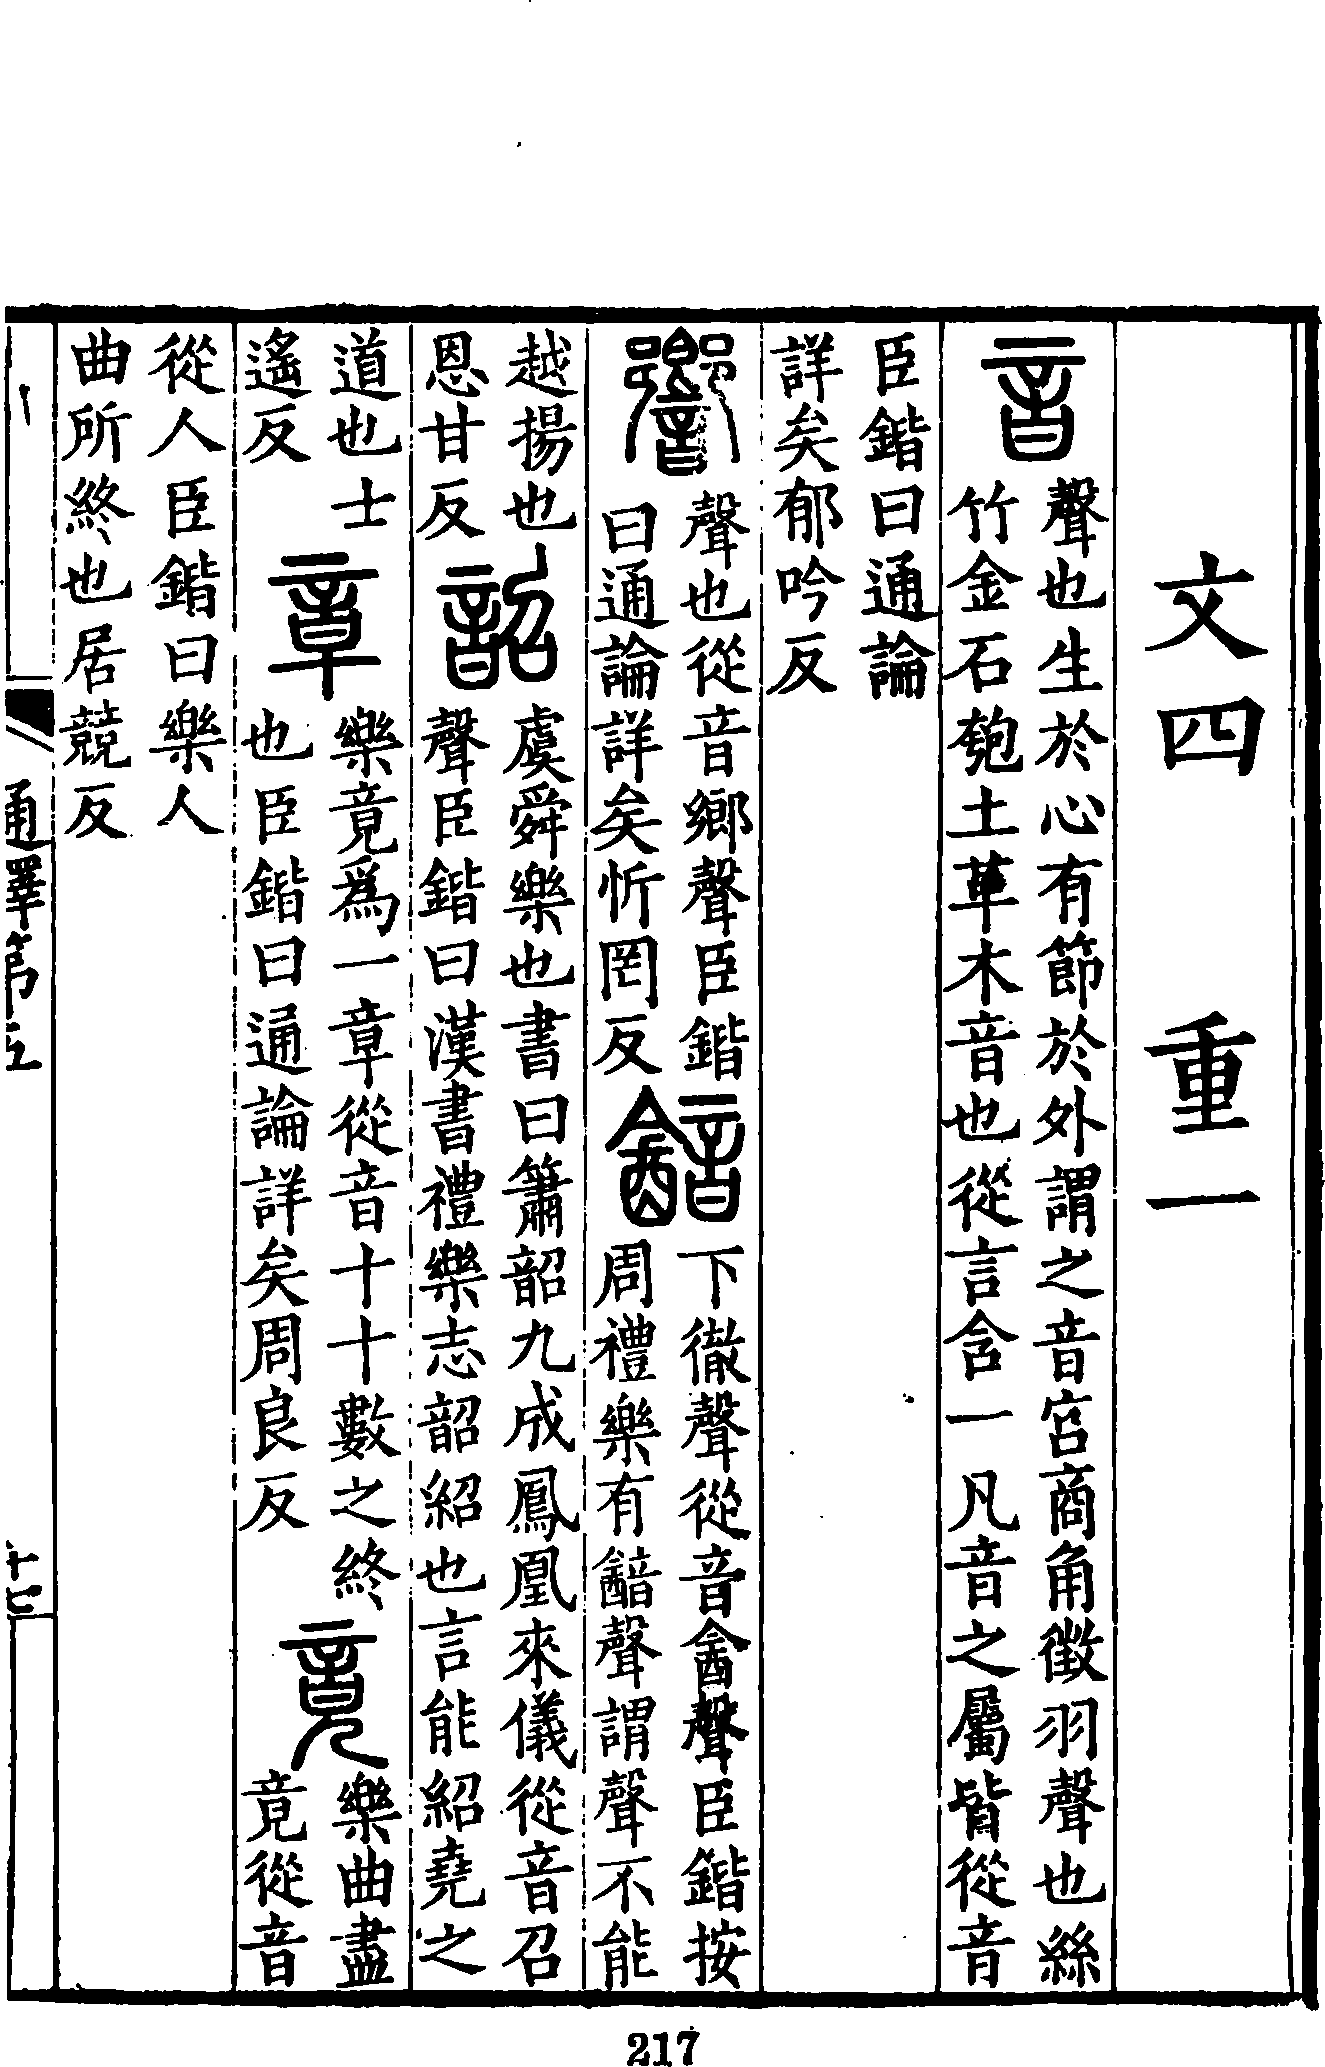 文四　重一
音
聲也生於心有節於外謂之音宮商角徵羽聲也絲
竹金石匏土革木音也從言含一凡音之屬皆從音
臣鍇曰通論
詳矣郁吟反
響
聲也從音鄉聲臣鍇
曰通論詳矣忻罔反
韽
下徹聲從音酓聲臣鍇按
周禮樂有韽聲謂聲不能
越揚也
恩甘反
韶
虞舜樂也書曰簫韶九成鳳凰來儀從音召
聲臣鍇曰漢書禮樂志韶紹也言能紹堯之
道也士
遙反
章
樂竟爲一章從音十十數之終
也臣鍇曰通論詳矣周良反
竟
樂曲盡
竟從音
從人臣鍇曰樂人
曲所終也居競反
通釋第五
十七
217